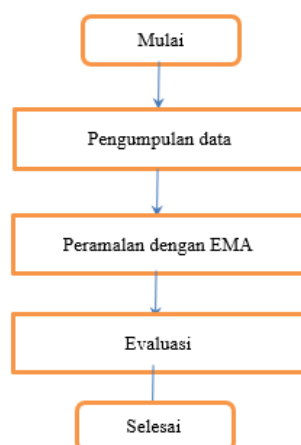 Mulai
Pengumpulan data
Peramalan dengan EMA
Evaluasi
Selesai